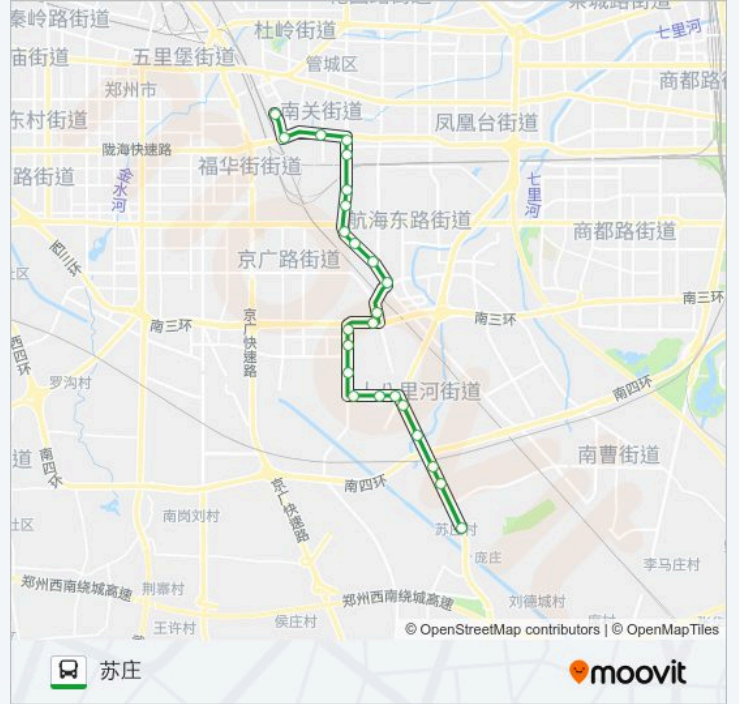 秦岭路街道
杜岭街道
七里河
庙街道
五里堡街道
管城区
郑州市
商都路
东村街道
南关街道
凤凰台街道
陇海快速路
福华街街道
路街道
金水河
七里河
航海东路街道
商都路街道
京广路街道
西三环
社区
南三环
南三环
南三环
京广快速路
西四环
罗沟村
十八里河街道
南四环
道
南四环
南曹街道
南四环
京广快速路
社区
南岗刘村
苏庄村
庞庄
李马庄村
郑州西南绕城高速
荆寨村
郑州西南绕城高速
刘德城村
王许村
侯庄村
© OpenStreetMap contributors | © OpenMapTiles
苏庄
moovit